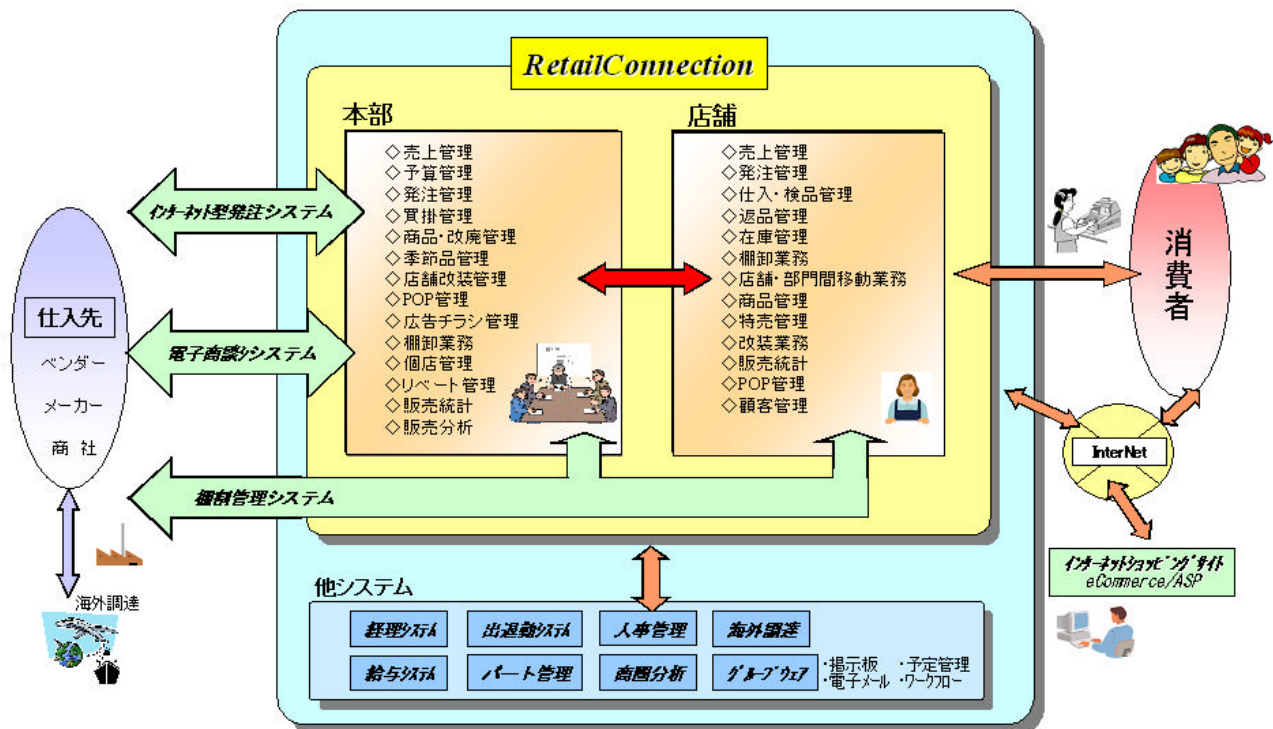 RetailConnection
本部
◇売上管理
◇予算管理
◇発注管理
◇買掛管理
◇商品・改廃管理
◇季節品管理
◇店舗改装管理
◇POP管理
◇広告チラシ管理
◇棚卸業務
◇個店管理
◇リベート管理
◇販売統計
◇販売分析
店舗
◇売上管理
◇発注管理
◇仕入・検品管理
◇返品管理
◇在庫管理
◇棚卸業務
◇店舗・部門間移動業務
◇商品管理
◇特売管理
◇改装業務
◇販売統計
◇POP管理
◇顧客管理
インターネット型発注システム
電子商談システム
棚割管理システム
仕入先
ベンダー
メーカー
商 社
海外調達
消費者
InterNet
インターネットショッピングサイト
eCommerce/ASP
他システム
経理システム
出退勤システム
人事管理
海外調達
給与システム
パート管理
商圏分析
グループウェア
・掲示板 ・予定管理
・電子メール ・ワークフロー